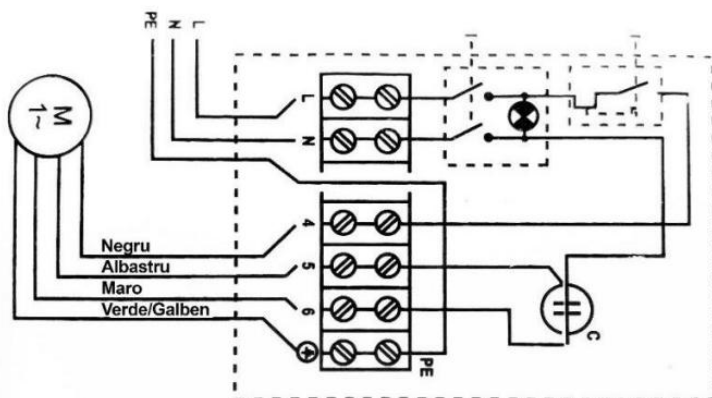 PE N L
M
1~
L
N
4
Negru
5
Albastru
Maro
6
Verde/Galben
PE
C